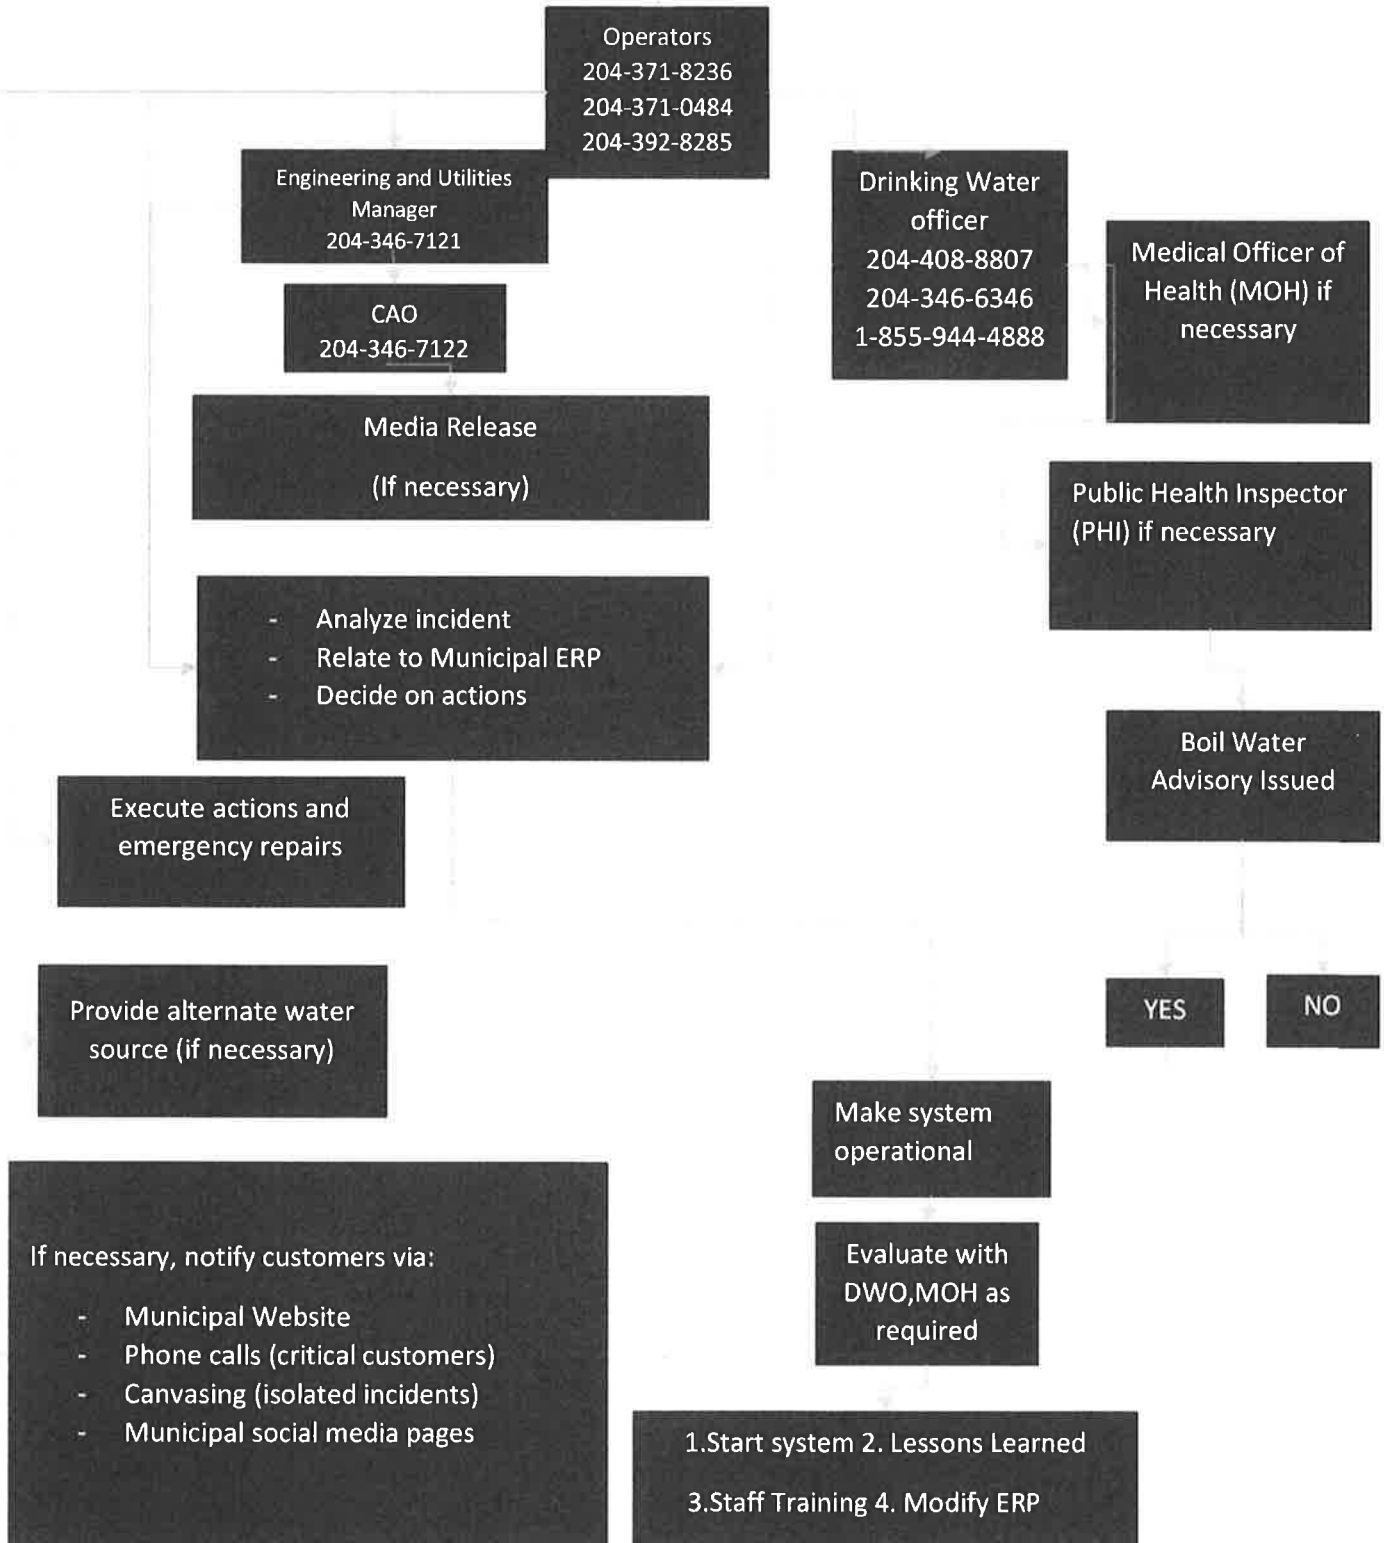 Operators
204-371-8236
204-371-0484
204-392-8285
Engineering and Utilities
Manager
204-346-7121
CAO
204-346-7122
Media Release
(If necessary)
Drinking Water
officer
204-408-8807
204-346-6346
1-855-944-4888
Medical Officer of
Health (MOH) if
necessary
Public Health Inspector
(PHI) if necessary
- Analyze incident
- Relate to Municipal ERP
- Decide on actions
Boil Water
Advisory Issued
YES
NO
Execute actions and
emergency repairs
Provide alternate water
source (if necessary)
If necessary, notify customers via:
- Municipal Website
- Phone calls (critical customers)
- Canvasing (isolated incidents)
- Municipal social media pages
Make system
operational
Evaluate with
DWO,MOH as
required
1.Start system 2. Lessons Learned
3.Staff Training 4. Modify ERP